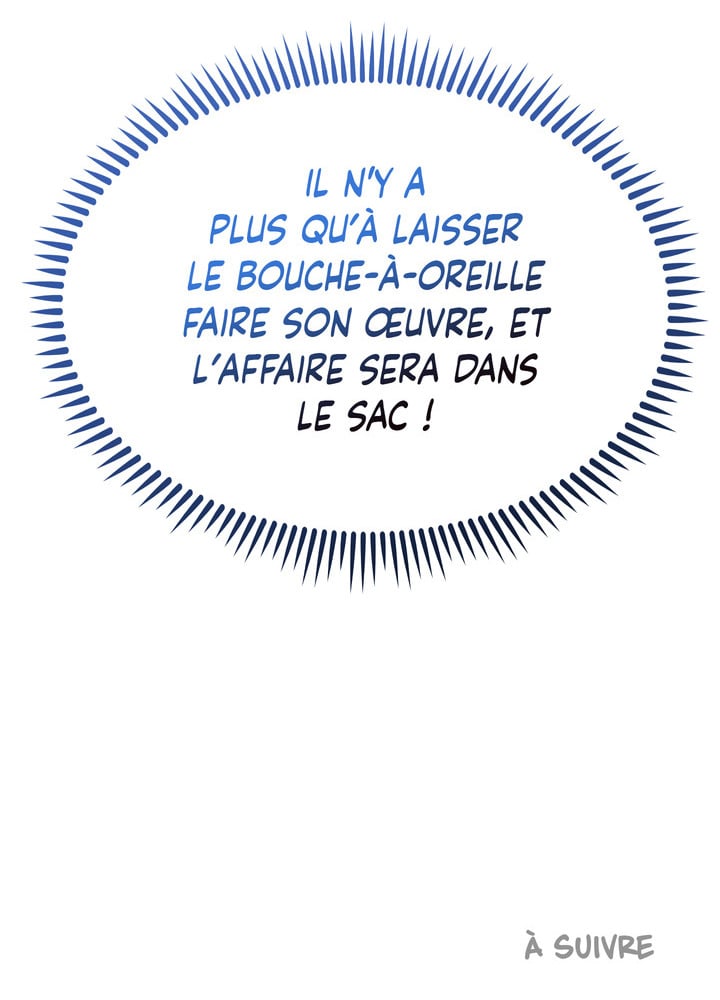 IL N'Y A
PLUS QU'À LAISSER
LE BOUCHE-À-OREILLE
FAIRE SON ŒUVRE, ET
L'AFFAIRE SERA DANS
LE SAC !
À SUIVRE